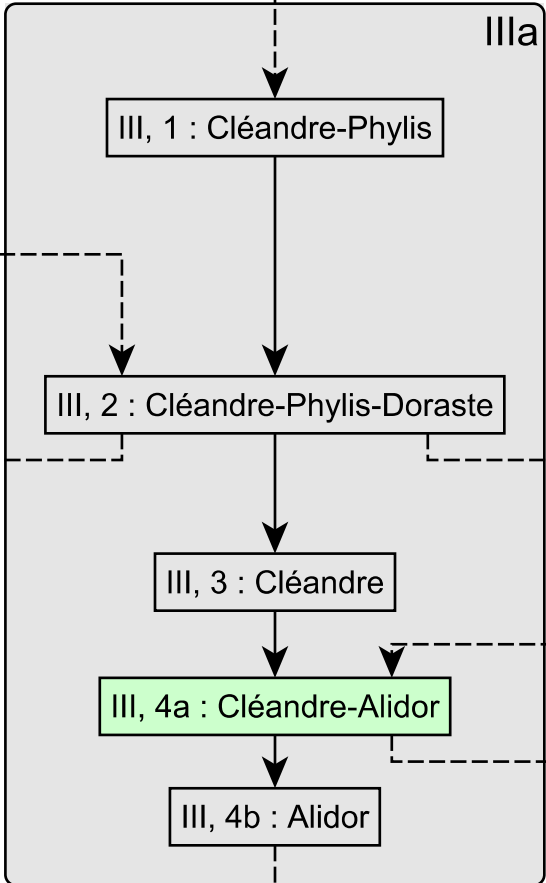 IIIa
III, 1 : Cléandre-Phylis
III, 2 : Cléandre-Phylis-Doraste
III, 3 : Cléandre
III, 4a : Cléandre-Alidor
III, 4b : Alidor